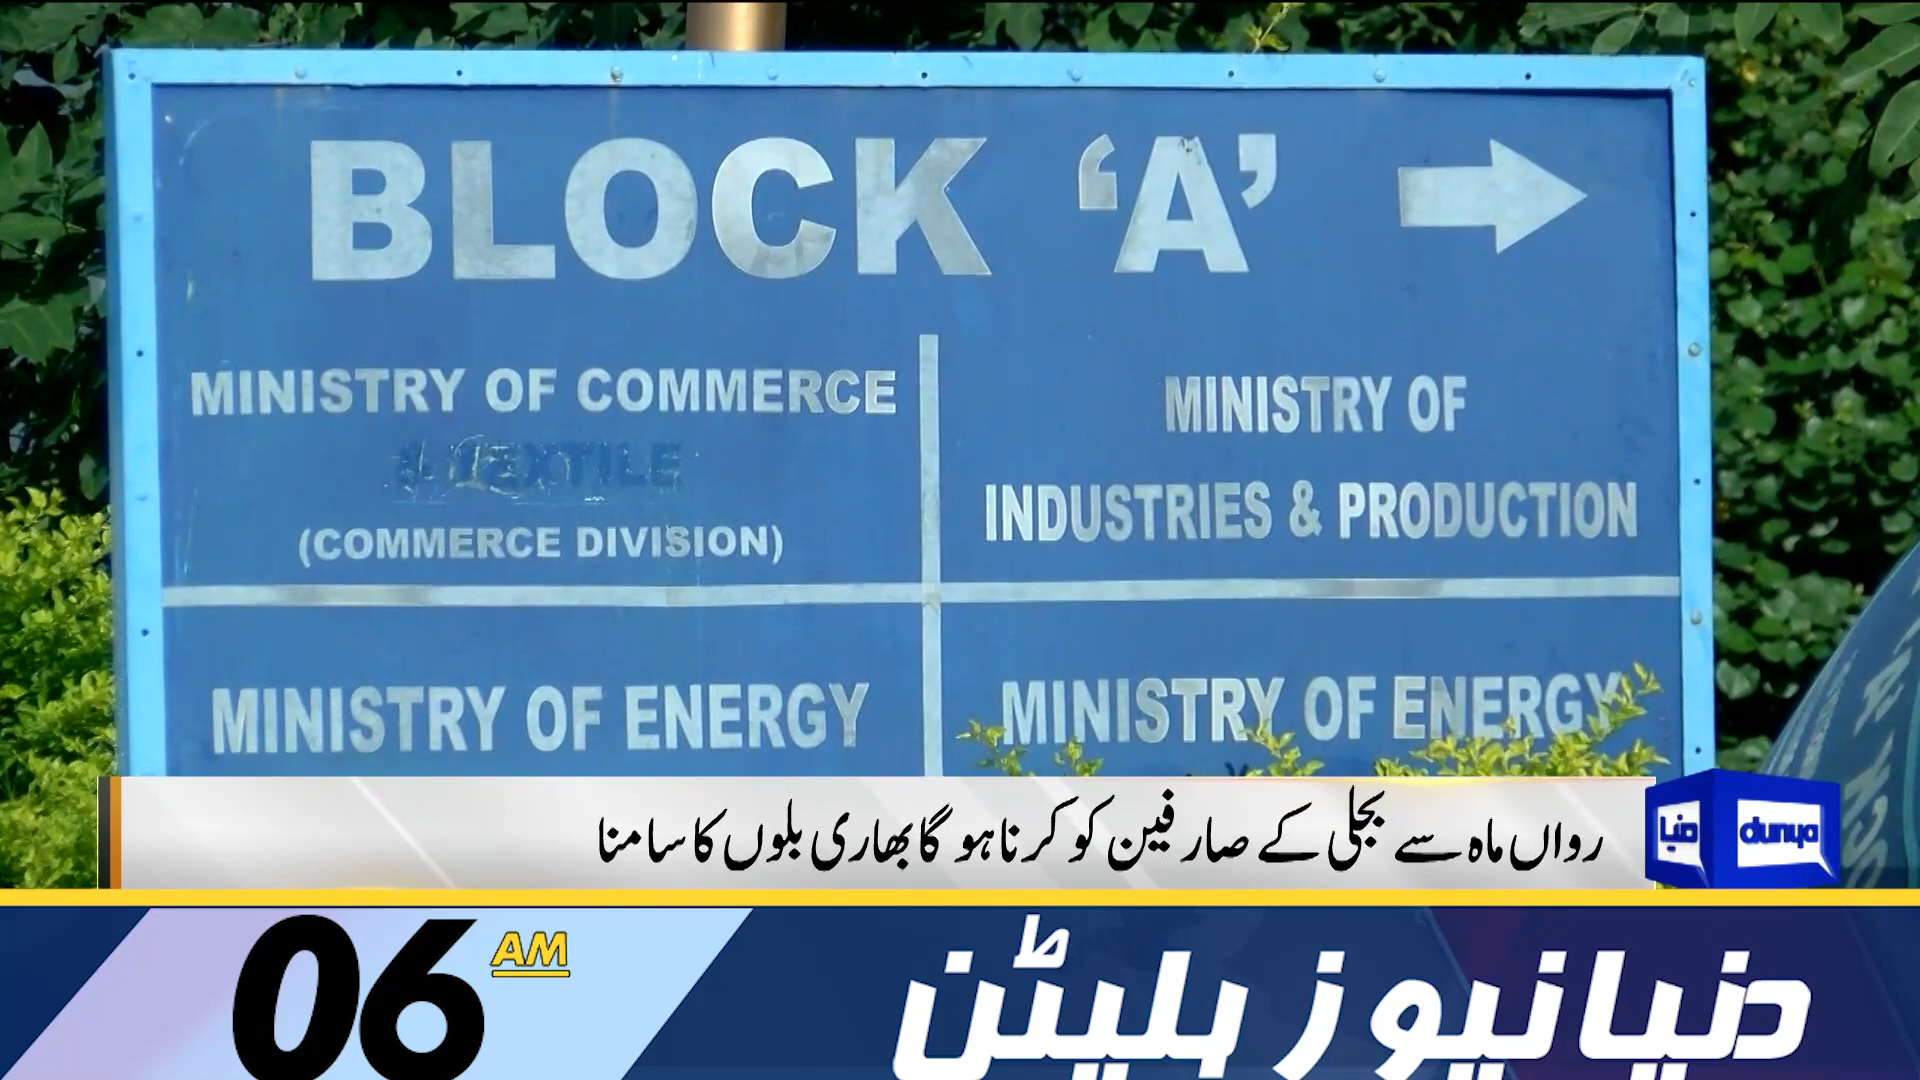 BLOCK ‘A’
MINISTRY OF COMMERCE
& TEXTILE
(COMMERCE DIVISION)
MINISTRY OF
INDUSTRIES & PRODUCTION
MINISTRY OF ENERGY
MINISTRY OF ENERGY
رواں ماہ سے بجلی کے صارفین کو کرنا ہو گا بھاری بلوں کا سامنا
دنیا
dunya
06 AM
دنیا نیوز بلیٹن